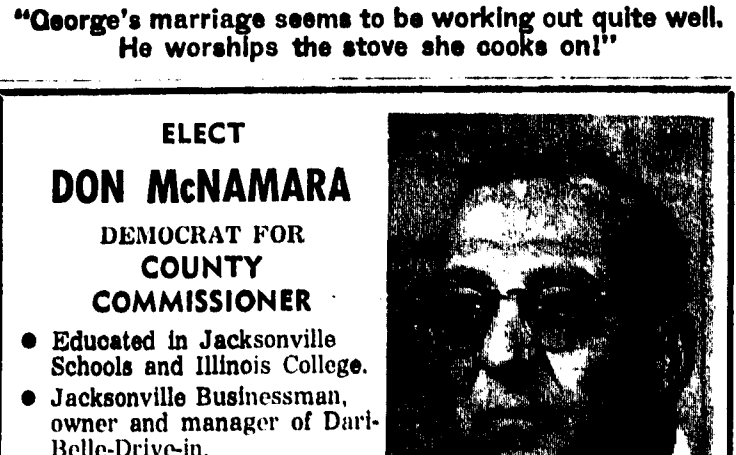 "George's marriage seems to be working out quite well.
He worships the stove she cooks on!"
ELECT
DON McNAMARA
DEMOCRAT FOR
COUNTY
COMMISSIONER
● Educated in Jacksonville
Schools and Illinois College.
● Jacksonville Businessman,
owner and manager of Dari-
Belle-Drive-in.